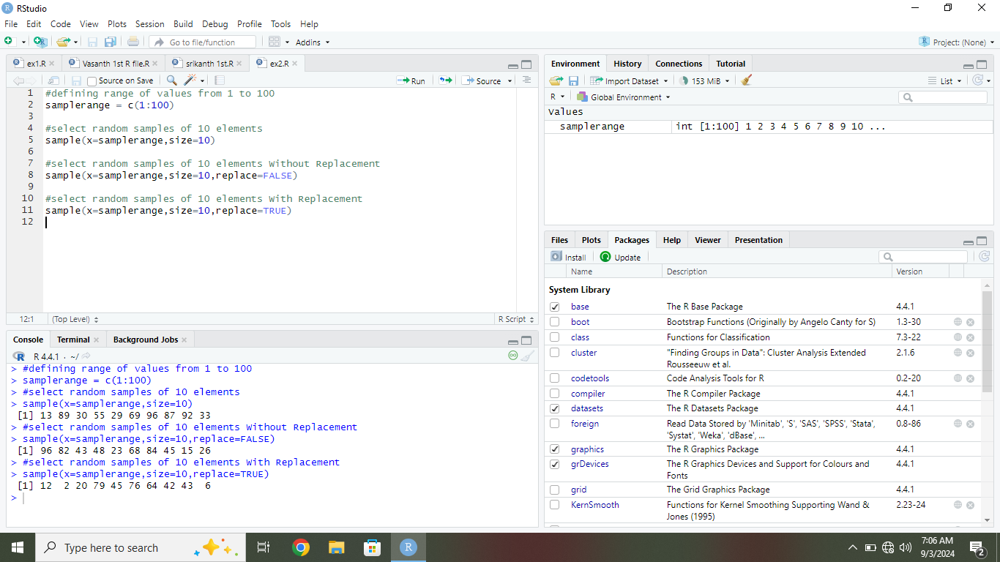 RStudio
File Edit Code View Plots Session Build Debug Profile Tools Help
Go to file/function Addins Project: (None)
ex1.R Vasanth 1st R file.R srikanth 1st.R ex2.R
Source on Save Run Source
1 #defining range of values from 1 to 100
2 samplerange = c(1:100)
3
4 #select random samples of 10 elements
5 sample(x=samplerange,size=10)
6
7 #select random samples of 10 elements Without Replacement
8 sample(x=samplerange,size=10,replace=FALSE)
9
10 #select random samples of 10 elements With Replacement
11 sample(x=samplerange,size=10,replace=TRUE)
12
12:1 (Top Level) R Script
Console Terminal Background Jobs
R 4.4.1 · ~/
> #defining range of values from 1 to 100
> samplerange = c(1:100)
> #select random samples of 10 elements
> sample(x=samplerange,size=10)
[1] 13 89 30 55 29 69 96 87 92 33
> #select random samples of 10 elements Without Replacement
> sample(x=samplerange,size=10,replace=FALSE)
[1] 96 82 43 48 23 68 84 45 15 26
> #select random samples of 10 elements With Replacement
> sample(x=samplerange,size=10,replace=TRUE)
[1] 12  2 20 79 45 76 64 42 43  6
>
Environment History Connections Tutorial
Import Dataset 153 MiB List
R Global Environment
Values
samplerange int [1:100] 1 2 3 4 5 6 7 8 9 10 ...
Files Plots Packages Help Viewer Presentation
Install Update
Name Description Version
System Library
base The R Base Package 4.4.1
boot Bootstrap Functions (Originally by Angelo Canty for S) 1.3-30
class Functions for Classification 7.3-22
cluster "Finding Groups in Data": Cluster Analysis Extended 2.1.6
Rousseeuw et al.
codetools Code Analysis Tools for R 0.2-20
compiler The R Compiler Package 4.4.1
datasets The R Datasets Package 4.4.1
foreign Read Data Stored by 'Minitab', 'S', 'SAS', 'SPSS', 'Stata', 0.8-86
'Systat', 'Weka', 'dBase', ...
graphics The R Graphics Package 4.4.1
grDevices The R Graphics Devices and Support for Colours and 4.4.1
Fonts
grid The Grid Graphics Package 4.4.1
KernSmooth Functions for Kernel Smoothing Supporting Wand & 2.23-24
Jones (1995)
Type here to search
7:06 AM
9/3/2024
2